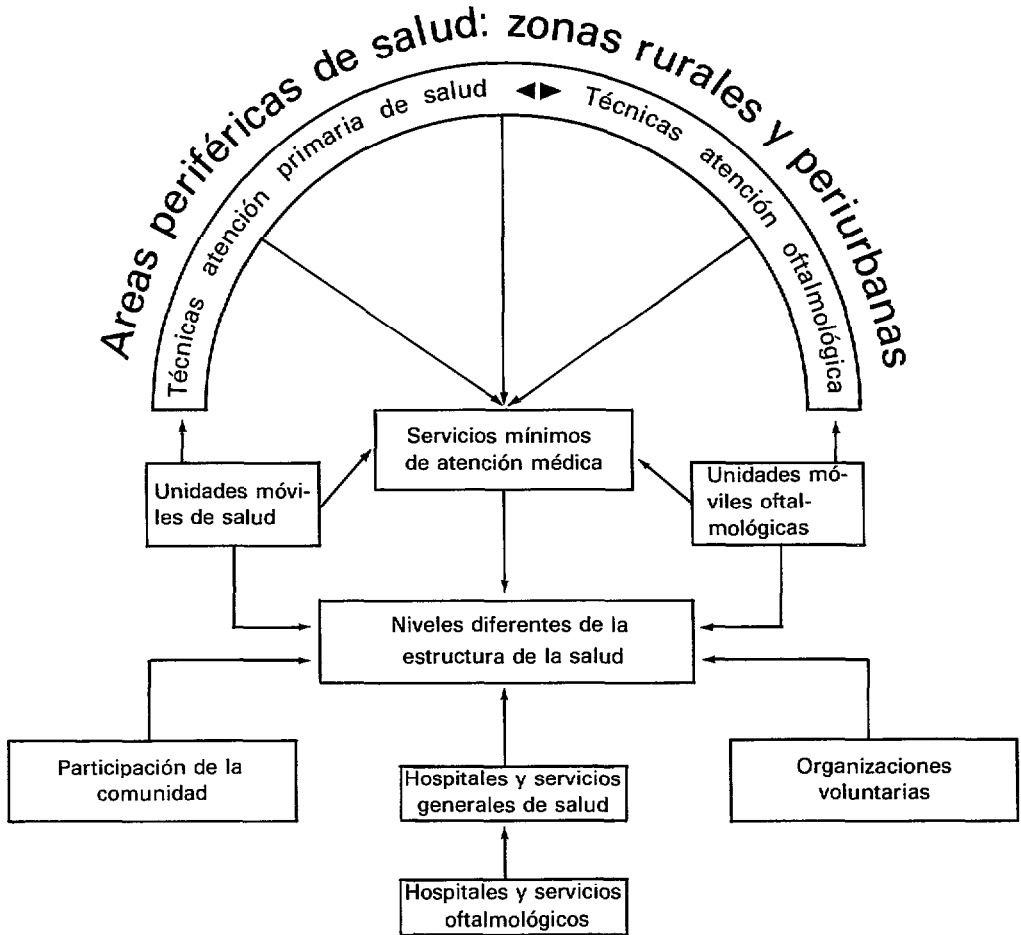 Areas periféricas de salud: zonas rurales y periurbanas
Técnicas atención primaria de salud ◄► Técnicas atención oftalmológica
Servicios mínimos
de atención médica
Unidades móvi-
les de salud
Unidades mó-
viles oftal-
mológicas
Niveles diferentes de la
estructura de la salud
Participación de la
comunidad
Hospitales y servicios
generales de salud
Organizaciones
voluntarias
Hospitales y servicios
oftalmológicos